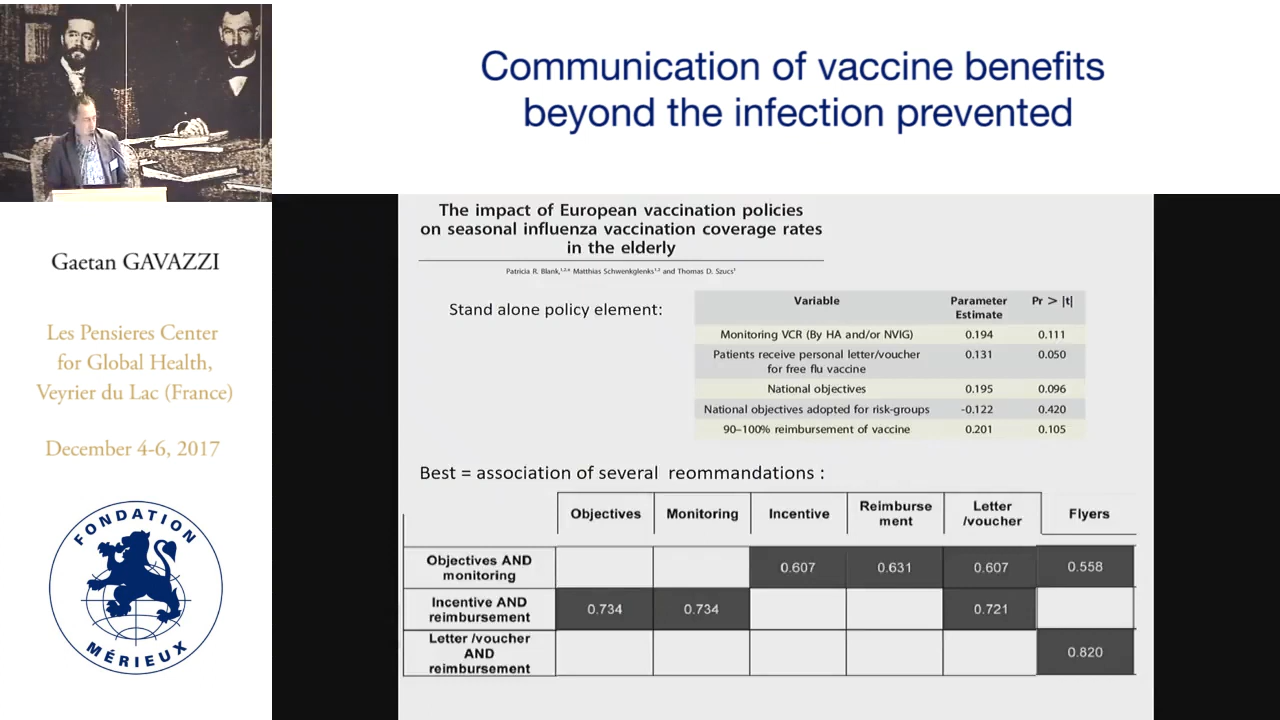 Communication of vaccine benefits
beyond the infection prevented
Gaetan GAVAZZI
Les Pensieres Center
for Global Health,
Veyrier du Lac (France)
December 4-6, 2017
FONDATION
MÉRIEUX
The impact of European vaccination policies
on seasonal influenza vaccination coverage rates
in the elderly
Patricia R. Blank,1,2,* Matthias Schwenkglenks1,3 and Thomas D. Szucs1
Stand alone policy element:
Variable Parameter Estimate Pr > |t|
Monitoring VCR (By HA and/or NVIG) 0.194 0.111
Patients receive personal letter/voucher for free flu vaccine 0.131 0.050
National objectives 0.195 0.096
National objectives adopted for risk-groups -0.122 0.420
90–100% reimbursement of vaccine 0.201 0.105
Best = association of several reommandations :
Objectives Monitoring Incentive Reimburse ment Letter /voucher Flyers
Objectives AND monitoring 0.607 0.631 0.607 0.558
Incentive AND reimbursement 0.734 0.734 0.721
Letter /voucher AND reimbursement 0.820